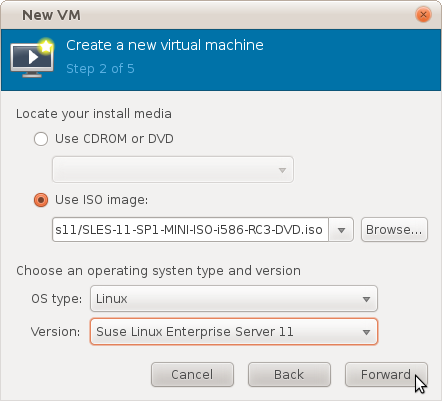 New VM
Create a new virtual machine
Step 2 of 5
Locate your install media
Use CDROM or DVD
Use ISO image:
s11/SLES-11-SP1-MINI-ISO-i586-RC3-DVD.iso
Browse...
Choose an operating systen type and version
OS type: Linux
Version: Suse Linux Enterprise Server 11
Cancel Back Forward